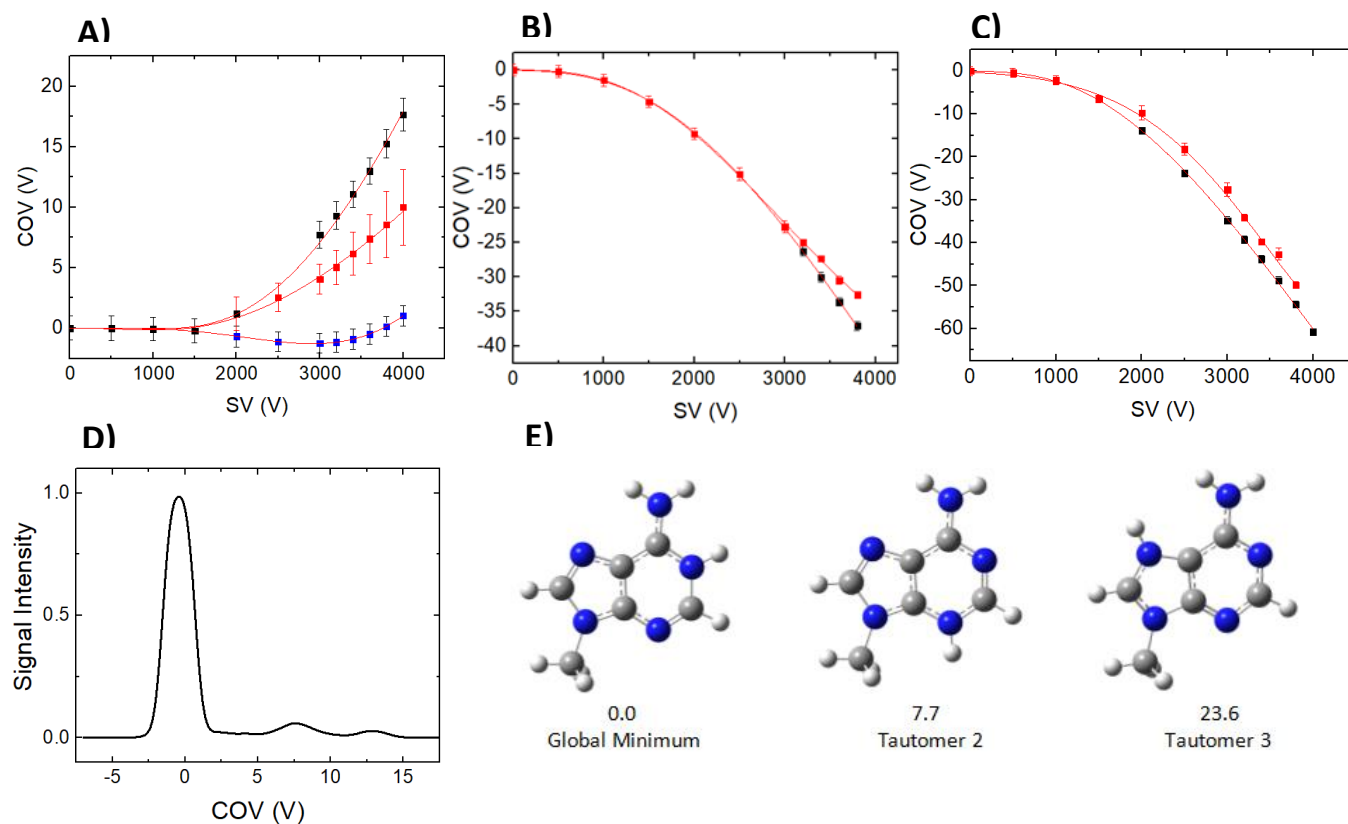 A)
COV (V)
20
15
10
5
0
0 1000 2000 3000 4000
SV (V)
B)
COV (V)
0
-5
-10
-15
-20
-25
-30
-35
-40
0 1000 2000 3000 4000
SV (V)
C)
COV (V)
0
-10
-20
-30
-40
-50
-60
0 1000 2000 3000 4000
SV (V)
D)
Signal Intensity
1.0
0.5
0.0
-5 0 5 10 15
COV (V)
E)
0.0
Global Minimum
7.7
Tautomer 2
23.6
Tautomer 3